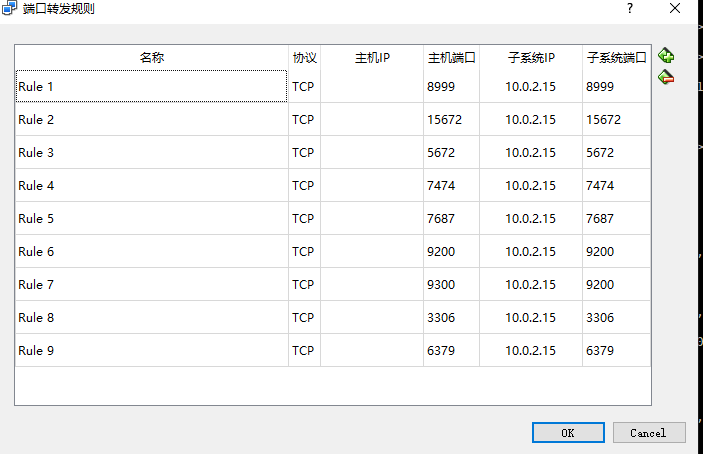 端口转发规则 ?
名称 协议 主机IP 主机端口 子系统IP 子系统端口
Rule 1 TCP 8999 10.0.2.15 8999
Rule 2 TCP 15672 10.0.2.15 15672
Rule 3 TCP 5672 10.0.2.15 5672
Rule 4 TCP 7474 10.0.2.15 7474
Rule 5 TCP 7687 10.0.2.15 7687
Rule 6 TCP 9200 10.0.2.15 9200
Rule 7 TCP 9300 10.0.2.15 9200
Rule 8 TCP 3306 10.0.2.15 3306
Rule 9 TCP 6379 10.0.2.15 6379
OK Cancel